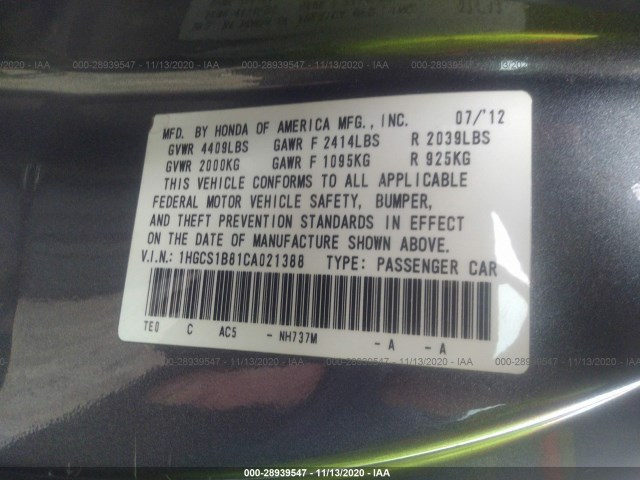 000-28939547 - 11/13/2020 - IAA
MFD. BY HONDA OF AMERICA MFG., INC. 07/'12
GVWR 4409LBS GAWR F 2414LBS R 2039LBS
GVWR 2000KG GAWR F 1095KG R 925KG
THIS VEHICLE CONFORMS TO ALL APPLICABLE
FEDERAL MOTOR VEHICLE SAFETY, BUMPER,
AND THEFT PREVENTION STANDARDS IN EFFECT
ON THE DATE OF MANUFACTURE SHOWN ABOVE.
V.I.N.: 1HGCS1B81CA021388 TYPE: PASSENGER CAR
TE0 C AC5 - NH737M - A - A
000-28939547 - 11/13/2020 - IAA